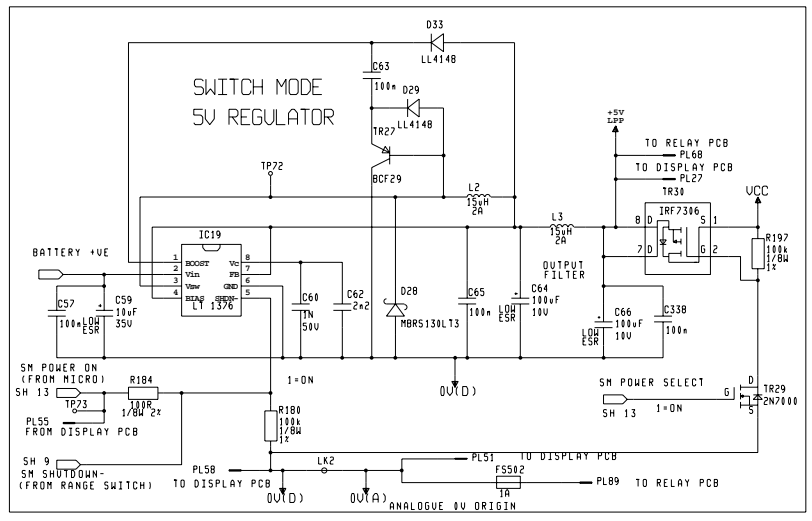 D33
LL4148
C63
100n
SWITCH MODE
5V REGULATOR
D29
LL4148
TR27
BCF29
+5V
LPP
TO RELAY PCB
PL68
TO DISPLAY PCB
PL27
TP72
L2
15uH
2A
TR30
IRF7306
VCC
8 D
S 1
7 D
G 2
L3
15uH
2A
R197
100k
1/8W
1%
IC19
BATTERY +VE
1 BOOST Vc 8
2 Vin FB 7
3 Vsw GND 6
4 BIAS SHDN- 5
LT 1376
OUTPUT
FILTER
C57
100n
C59
10uF
35V
LOW
ESR
C60
1N
50V
C62
2n2
D28
MBRS130LT3
C65
100n
C64
100uF
10V
LOW
ESR
C66
100uF
10V
LOW
ESR
C338
100n
SM POWER ON
(FROM MICRO)
SH 13
TP73
PL55
FROM DISPLAY PCB
R184
100R
1/8W 2%
1=ON
0V(D)
R180
100k
1/8W
1%
SM POWER SELECT
SH 13
1=ON
D
G
S
TR29
2N7000
SH 9
SM SHUTDOWN-
(FROM RANGE SWITCH)
PL58
TO DISPLAY PCB
LK2
0V(D)
0V(A)
PL51
TO DISPLAY PCB
FS502
1A
PL89
TO RELAY PCB
ANALOGUE 0V ORIGIN